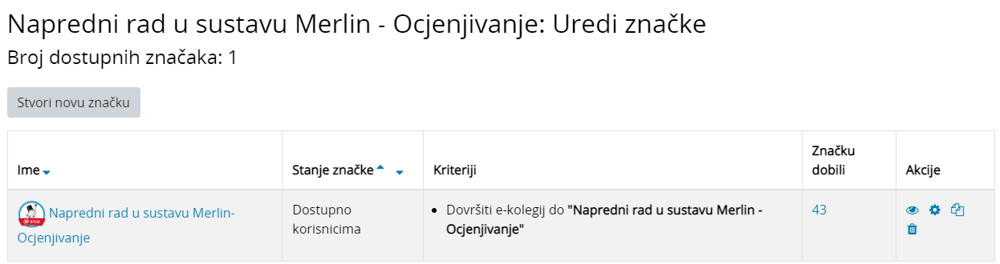 Napredni rad u sustavu Merlin - Ocjenjivanje: Uredi značke
Broj dostupnih značaka: 1
Stvori novu značku
Ime
Stanje značke
Kriteriji
Značku
dobili
Akcije
Napredni rad u sustavu Merlin-
Ocjenjivanje
Dostupno
korisnicima
Dovršiti e-kolegij do "Napredni rad u sustavu Merlin -
Ocjenjivanje"
43